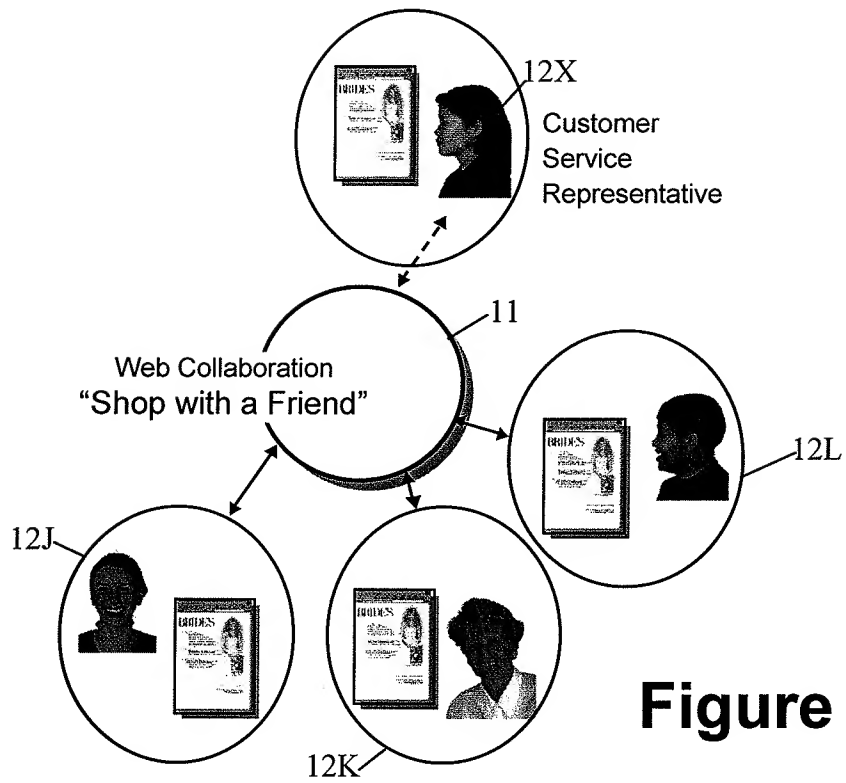 12X
BRIDES
Customer
Service
Representative
11
Web Collaboration
“Shop with a Friend”
BRIDES
12L
12J
BRIDES
BRIDES
12K
Figure